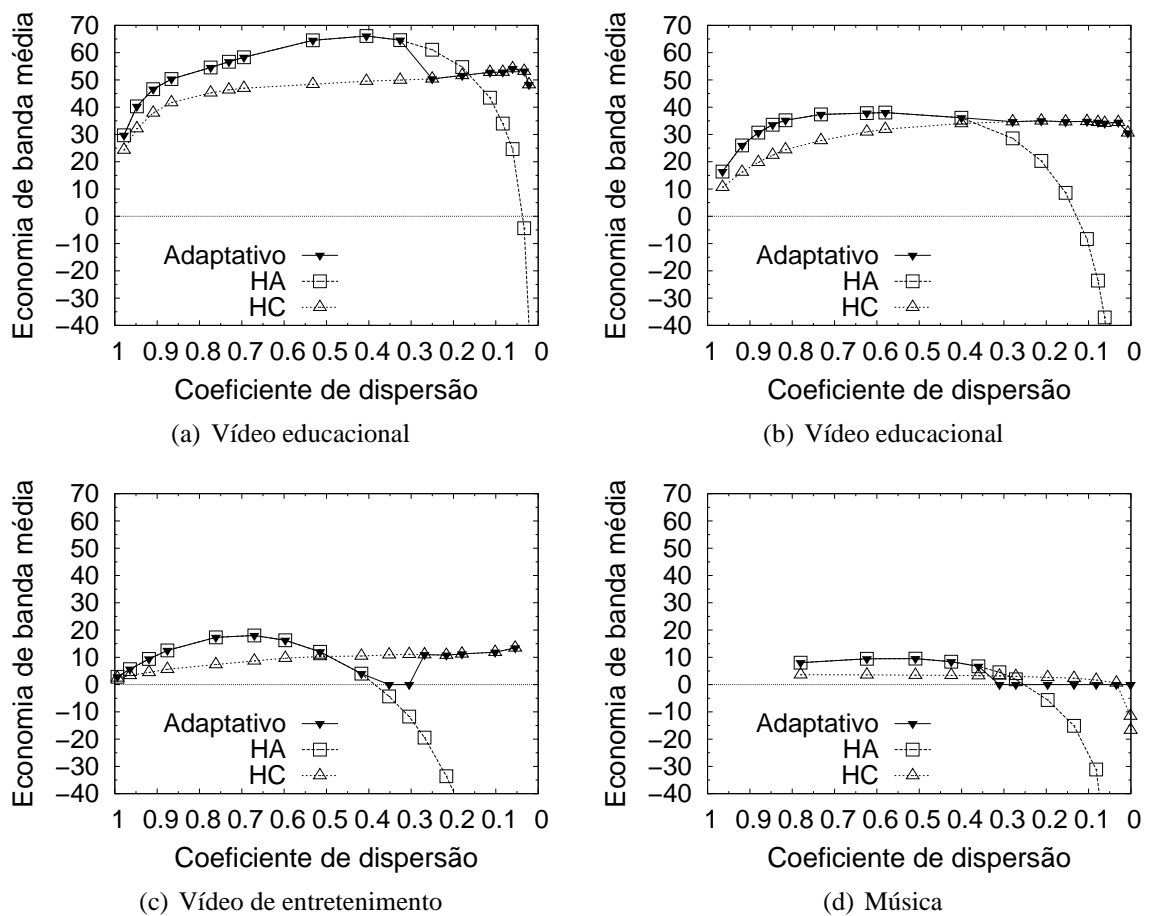 Economia de banda média
70
60
50
40
30
20
10
0
−10
−20
−30
−40
Adaptativo
HA
HC
1 0.9 0.8 0.7 0.6 0.5 0.4 0.3 0.2 0.1 0
Coeficiente de dispersão
(a) Vídeo educacional
Economia de banda média
70
60
50
40
30
20
10
0
−10
−20
−30
−40
Adaptativo
HA
HC
1 0.9 0.8 0.7 0.6 0.5 0.4 0.3 0.2 0.1 0
Coeficiente de dispersão
(b) Vídeo educacional
Economia de banda média
70
60
50
40
30
20
10
0
−10
−20
−30
−40
Adaptativo
HA
HC
1 0.9 0.8 0.7 0.6 0.5 0.4 0.3 0.2 0.1 0
Coeficiente de dispersão
(c) Vídeo de entretenimento
Economia de banda média
70
60
50
40
30
20
10
0
−10
−20
−30
−40
Adaptativo
HA
HC
1 0.9 0.8 0.7 0.6 0.5 0.4 0.3 0.2 0.1 0
Coeficiente de dispersão
(d) Música